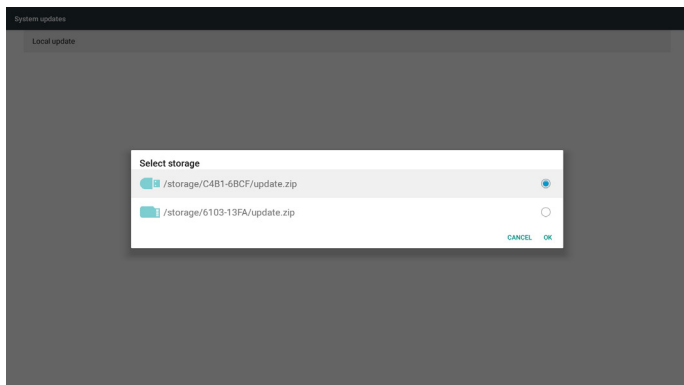 System updates
Local update
Select storage
/storage/C4B1-6BCF/update.zip
/storage/6103-13FA/update.zip
CANCEL OK